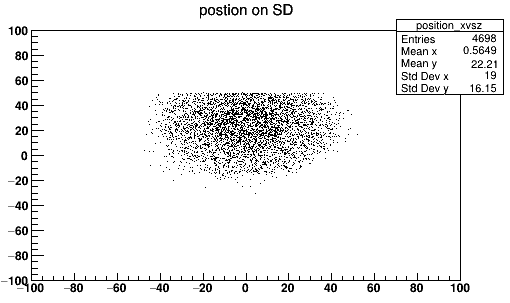 postion on SD
position_xvsz
Entries 4698
Mean x 0.5649
Mean y 22.21
Std Dev x 19
Std Dev y 16.15
100
80
60
40
20
0
−20
−40
−60
−80
−100
−100 −80 −60 −40 −20 0 20 40 60 80 100